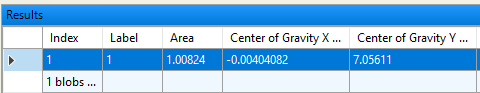 Results
Index Label Area Center of Gravity X ... Center of Gravity Y ...
1 1 1.00824 -0.00404082 7.05611
1 blobs ...